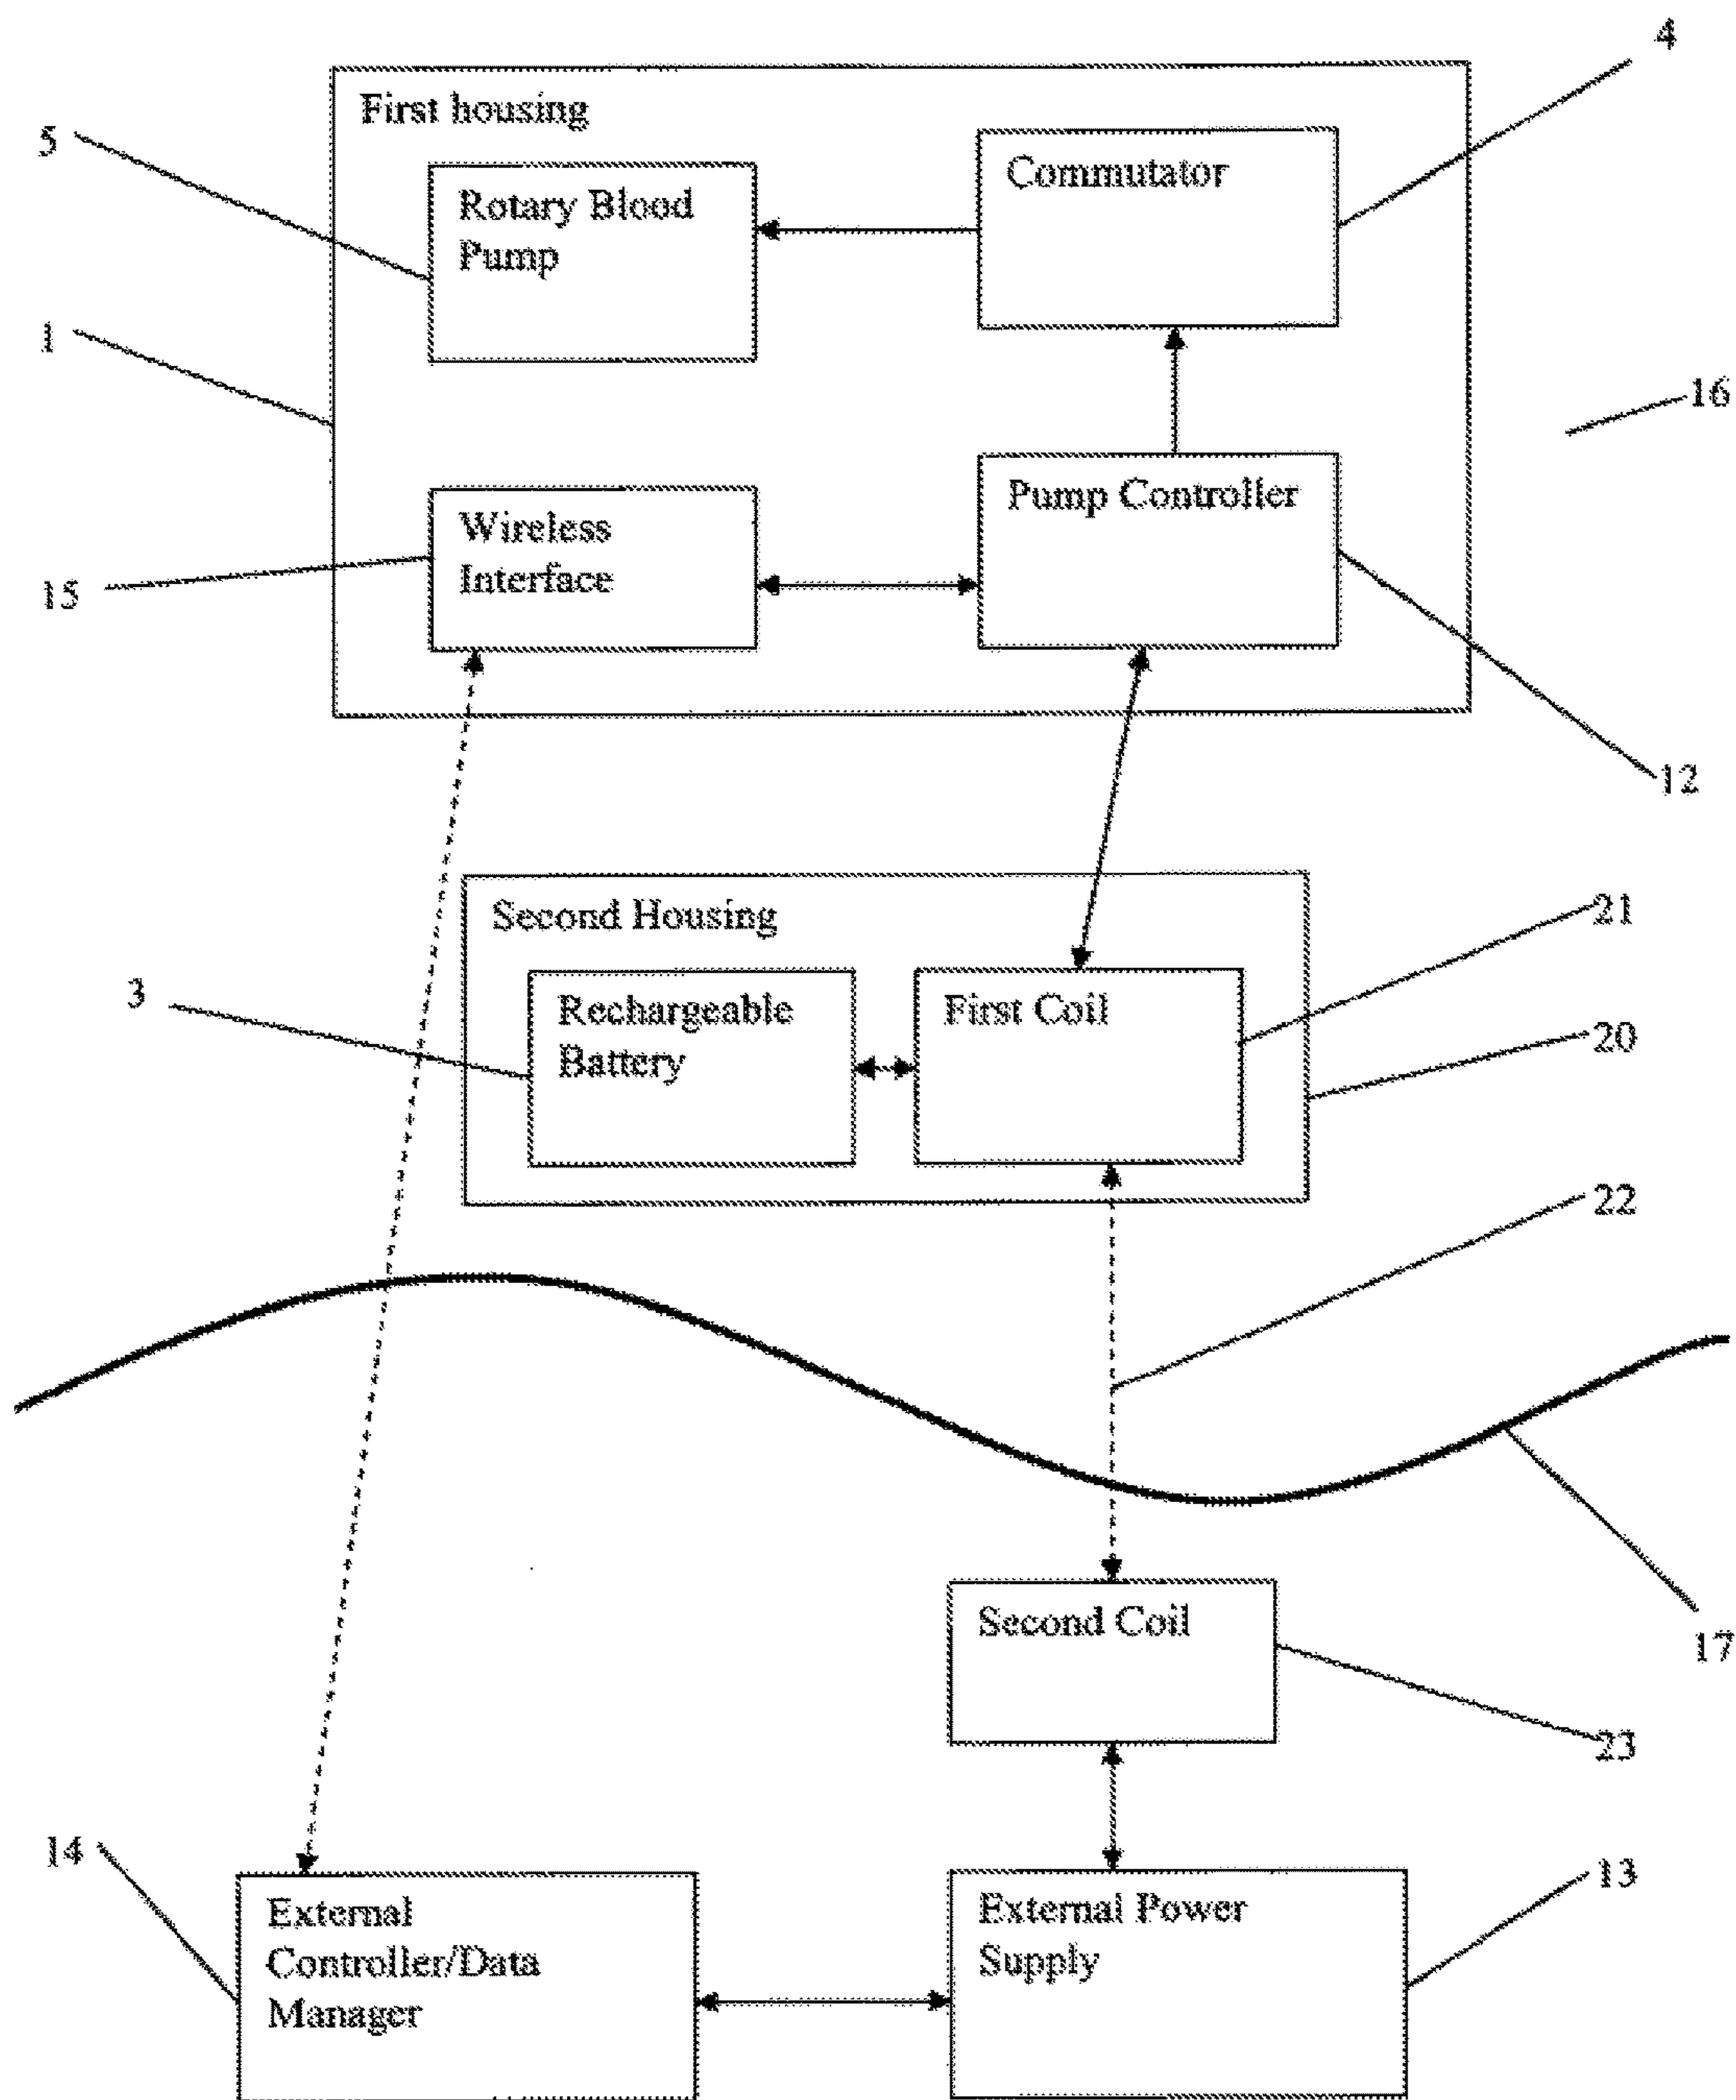 4
First housing
5
Commutator
Rotary Blood
Pump
1
16
Pump Controller
Wireless
Interface
15
12
Second Housing
21
3
Rechargeable
Battery
First Coil
20
22
Second Coil
17
23
14
External
Controller/Data
Manager
External Power
Supply
13